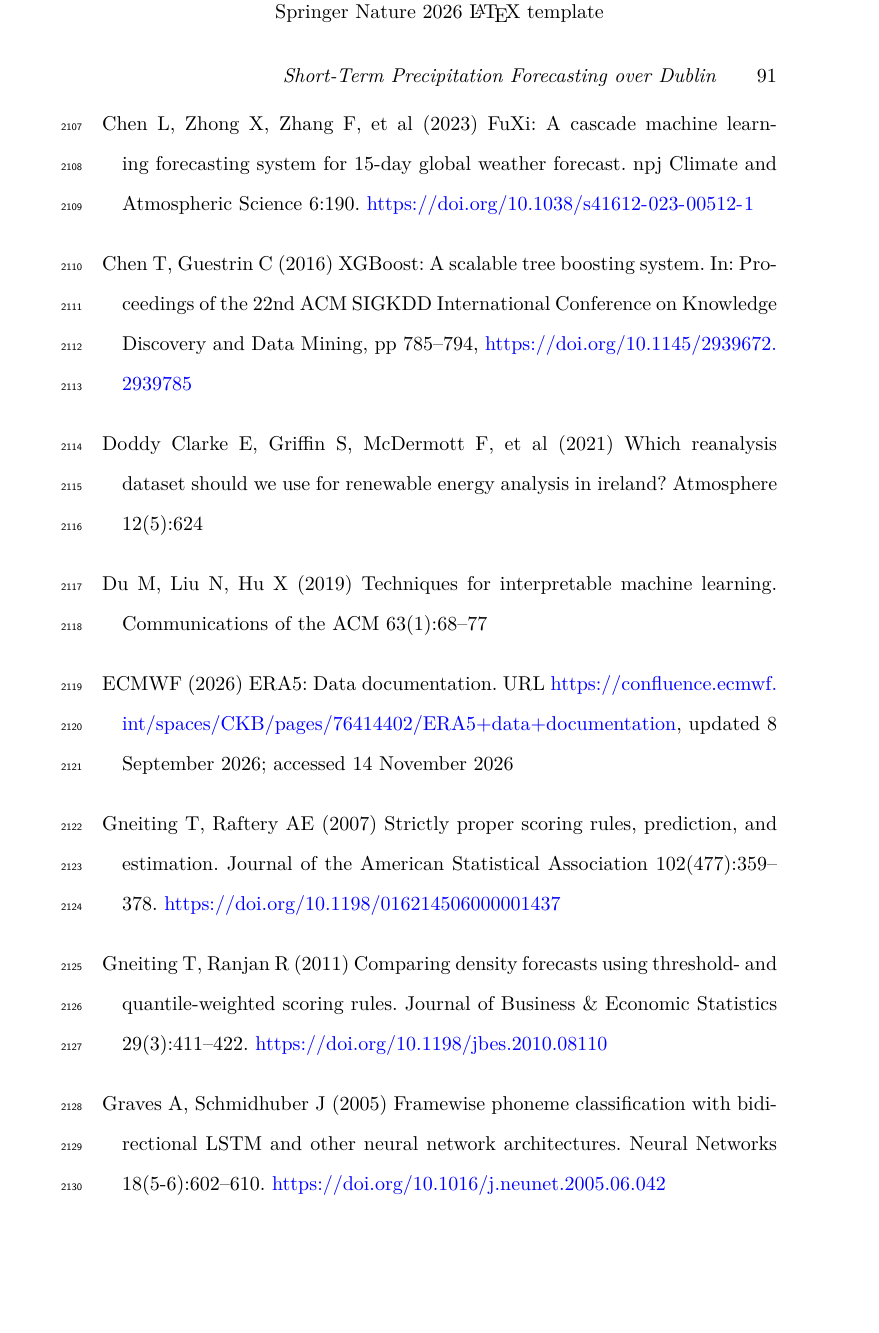 Springer Nature 2026 LATEX template
Short-Term Precipitation Forecasting over Dublin 91
2107 Chen L, Zhong X, Zhang F, et al (2023) FuXi: A cascade machine learn-
2108 ing forecasting system for 15-day global weather forecast. npj Climate and
2109 Atmospheric Science 6:190. https://doi.org/10.1038/s41612-023-00512-1
2110 Chen T, Guestrin C (2016) XGBoost: A scalable tree boosting system. In: Pro-
2111 ceedings of the 22nd ACM SIGKDD International Conference on Knowledge
2112 Discovery and Data Mining, pp 785–794, https://doi.org/10.1145/2939672.
2113 2939785
2114 Doddy Clarke E, Griffin S, McDermott F, et al (2021) Which reanalysis
2115 dataset should we use for renewable energy analysis in ireland? Atmosphere
2116 12(5):624
2117 Du M, Liu N, Hu X (2019) Techniques for interpretable machine learning.
2118 Communications of the ACM 63(1):68–77
2119 ECMWF (2026) ERA5: Data documentation. URL https://confluence.ecmwf.
2120 int/spaces/CKB/pages/76414402/ERA5+data+documentation, updated 8
2121 September 2026; accessed 14 November 2026
2122 Gneiting T, Raftery AE (2007) Strictly proper scoring rules, prediction, and
2123 estimation. Journal of the American Statistical Association 102(477):359–
2124 378. https://doi.org/10.1198/016214506000001437
2125 Gneiting T, Ranjan R (2011) Comparing density forecasts using threshold- and
2126 quantile-weighted scoring rules. Journal of Business & Economic Statistics
2127 29(3):411–422. https://doi.org/10.1198/jbes.2010.08110
2128 Graves A, Schmidhuber J (2005) Framewise phoneme classification with bidi-
2129 rectional LSTM and other neural network architectures. Neural Networks
2130 18(5-6):602–610. https://doi.org/10.1016/j.neunet.2005.06.042